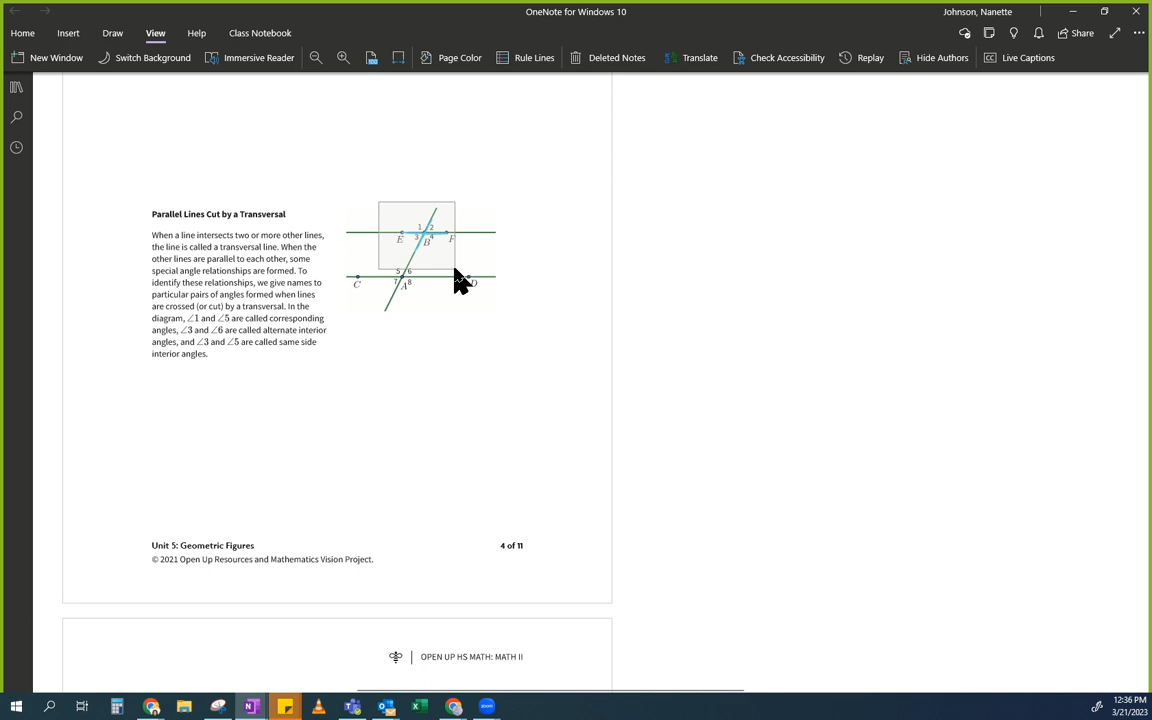 OneNote for Windows 10
Johnson, Nanette
Home Insert Draw View Help Class Notebook
Share
New Window Switch Background Immersive Reader 100 Page Color Rule Lines Deleted Notes Translate Check Accessibility Replay Hide Authors Live Captions
Parallel Lines Cut by a Transversal
When a line intersects two or more other lines,
the line is called a transversal line. When the
other lines are parallel to each other, some
special angle relationships are formed. To
identify these relationships, we give names to
particular pairs of angles formed when lines
are crossed (or cut) by a transversal. In the
diagram, ∠1 and ∠5 are called corresponding
angles, ∠3 and ∠6 are called alternate interior
angles, and ∠3 and ∠5 are called same side
interior angles.
1 2
E 3 B 4 F
5 6
C 7 A 8 D
Unit 5: Geometric Figures
4 of 11
© 2021 Open Up Resources and Mathematics Vision Project.
OPEN UP HS MATH: MATH II
zoom
12:36 PM
3/21/2023